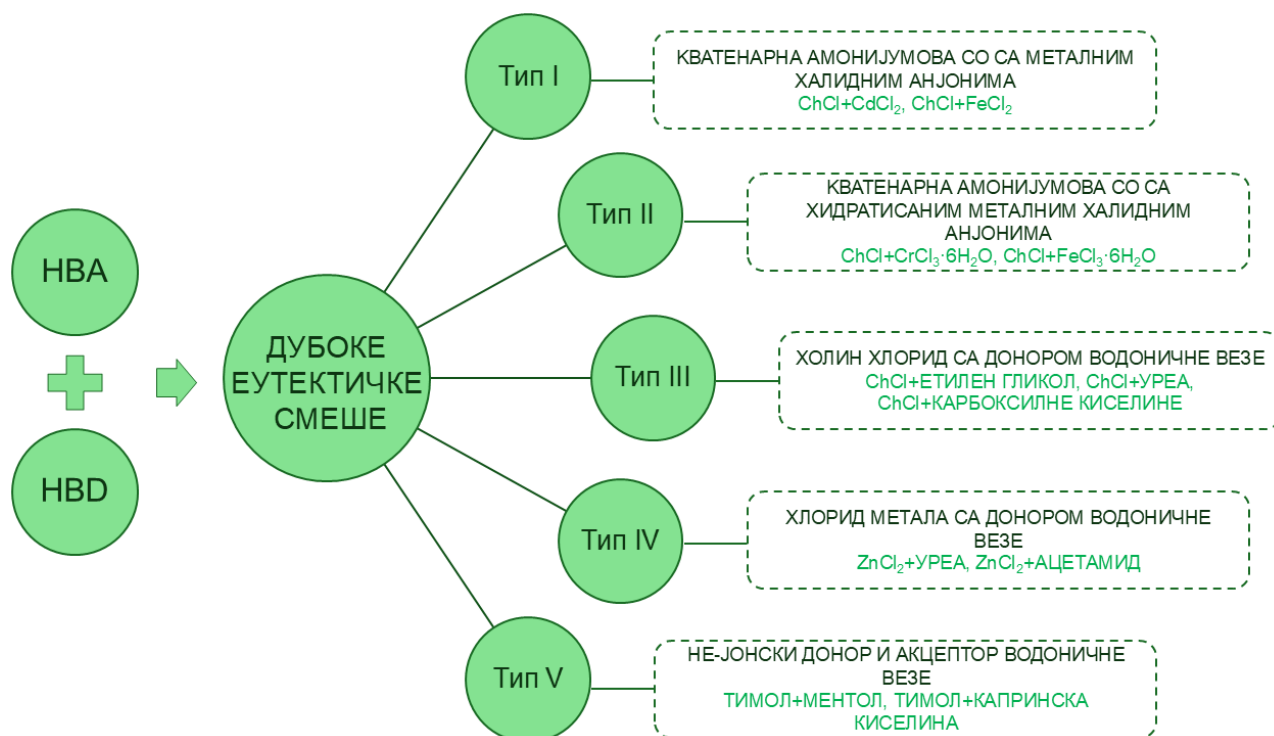 HBA
HBD
ДУБОКЕ
ЕУТЕКТИЧКЕ
СМЕШЕ
Тип I
КВАТЕНАРНА АМОНИЈУМОВА СО СА МЕТАЛНИМ
ХАЛИДНИМ АНЈОНИМА
ChCl+CdCl₂, ChCl+FeCl₂
Тип II
КВАТЕНАРНА АМОНИЈУМОВА СО СА
ХИДРАТИСАНИМ МЕТАЛНИМ ХАЛИДНИМ
АНЈОНИМА
ChCl+CrCl₃·6H₂O, ChCl+FeCl₃·6H₂O
Тип III
ХОЛИН ХЛОРИД СА ДОНОРОМ ВОДОНИЧНЕ ВЕЗЕ
ChCl+ЕТИЛЕН ГЛИКОЛ, ChCl+УРЕА,
ChCl+КАРБОКСИЛНЕ КИСЕЛИНЕ
Тип IV
ХЛОРИД МЕТАЛА СА ДОНОРОМ ВОДОНИЧНЕ
ВЕЗЕ
ZnCl₂+УРЕА, ZnCl₂+АЦЕТАМИД
Тип V
НЕ-ЈОНСКИ ДОНОР И АКЦЕПТОР ВОДОНИЧНЕ
ВЕЗЕ
ТИМОЛ+МЕНТОЛ, ТИМОЛ+КАПРИНСКА
КИСЕЛИНА